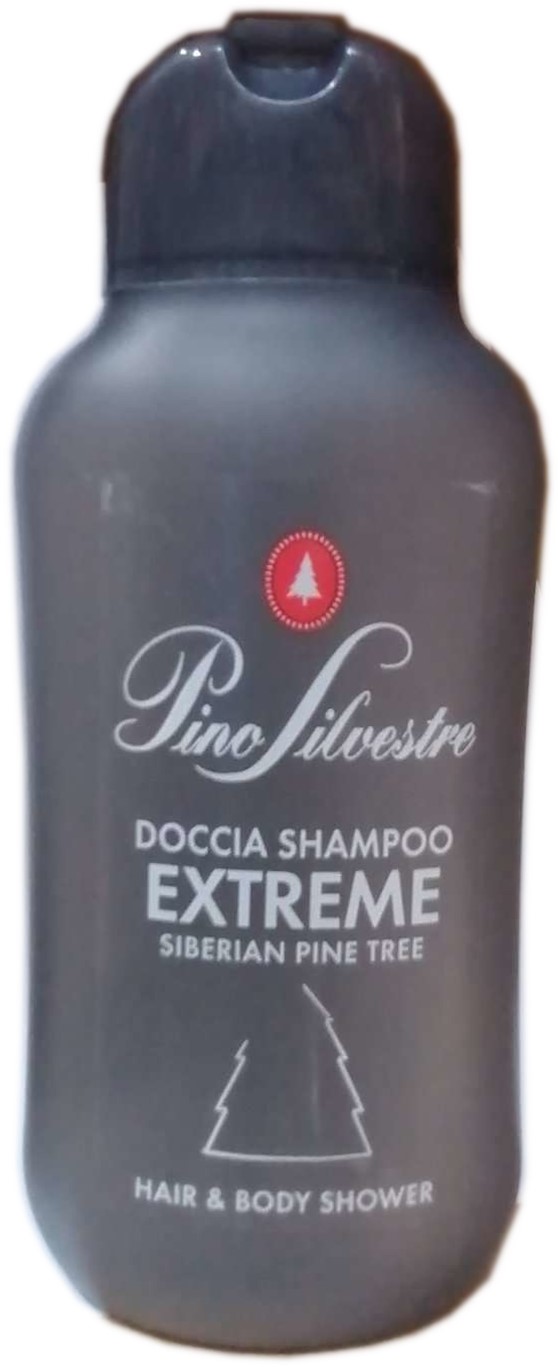 Pino Silvestre
DOCCIA SHAMPOO
EXTREME
SIBERIAN PINE TREE
HAIR & BODY SHOWER